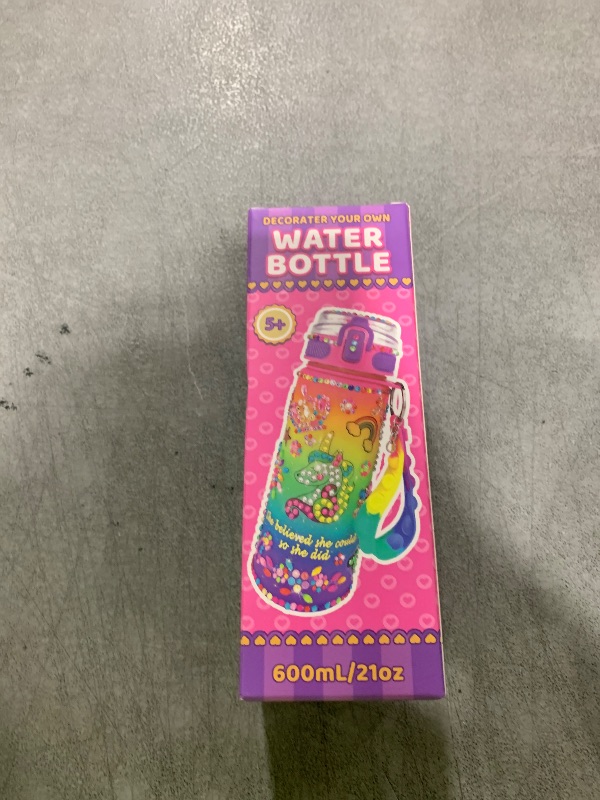 DECORATER YOUR OWN
WATER
BOTTLE
5+
believed she could
so she did
600mL/21oz